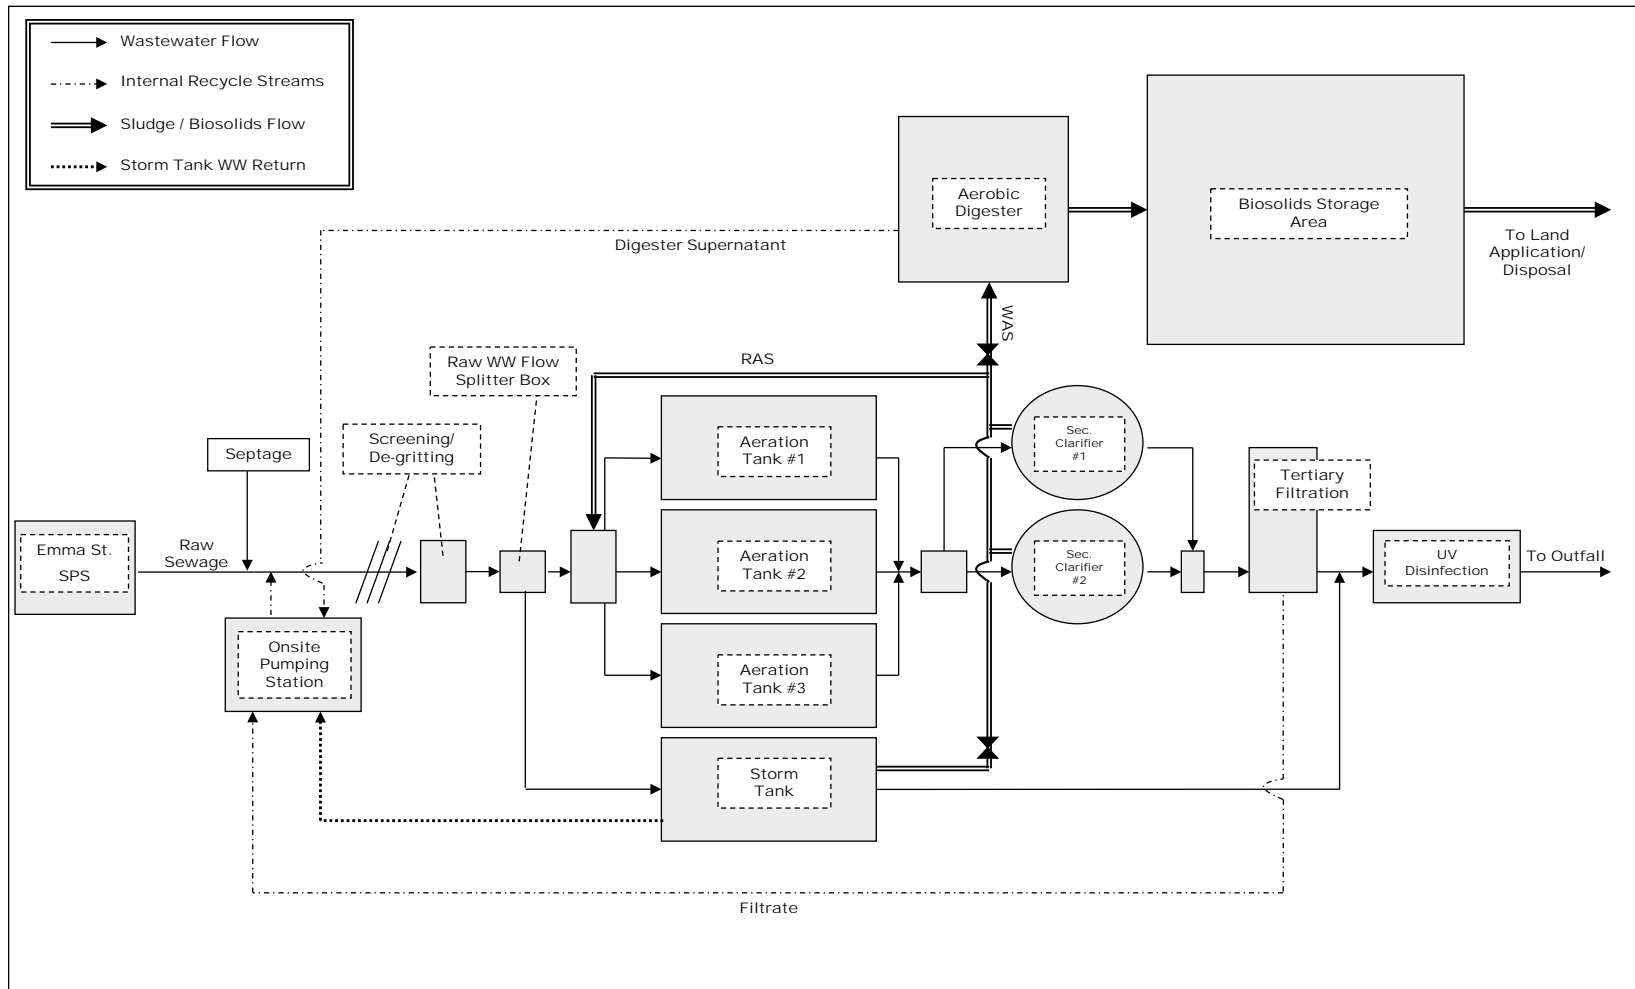 Wastewater Flow
Internal Recycle Streams
Sludge / Biosolids Flow
Storm Tank WW Return
Aerobic
Digester
Biosolids Storage
Area
To Land
Application/
Disposal
Digester Supernatant
WAS
RAS
Raw WW Flow
Splitter Box
Screening/
De-gritting
Septage
Emma St.
SPS
Raw
Sewage
Onsite
Pumping
Station
Aeration
Tank #1
Aeration
Tank #2
Aeration
Tank #3
Storm
Tank
Sec.
Clarifier
#1
Sec.
Clarifier
#2
Tertiary
Filtration
UV
Disinfection
To Outfall
Filtrate